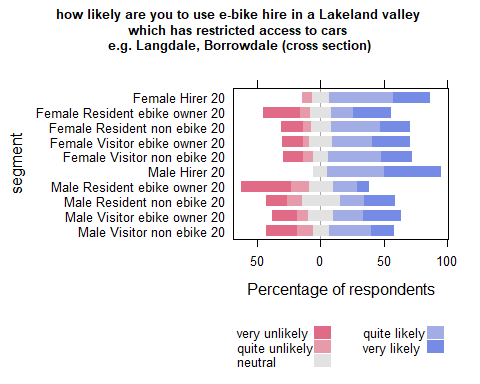 how likely are you to use e-bike hire in a Lakeland valley
which has restricted access to cars
e.g. Langdale, Borrowdale (cross section)
segment
Female Hirer 20
Female Resident ebike owner 20
Female Resident non ebike 20
Female Visitor ebike owner 20
Female Visitor non ebike 20
Male Hirer 20
Male Resident ebike owner 20
Male Resident non ebike 20
Male Visitor ebike owner 20
Male Visitor non ebike 20
50 0 50 100
Percentage of respondents
very unlikely quite likely
quite unlikely very likely
neutral